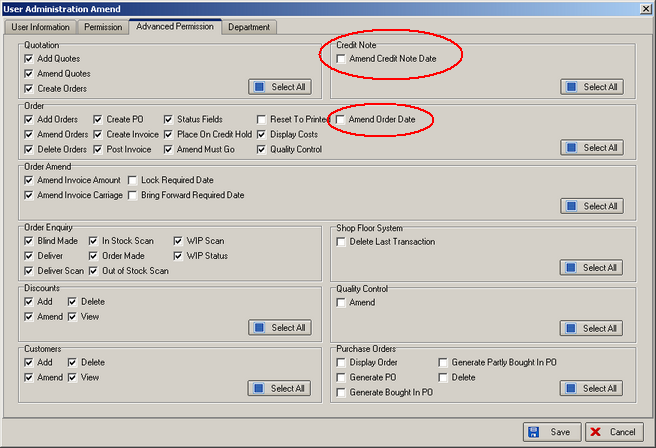 User Administration Amend
User Information Permission Advanced Permission Department
Quotation
Add Quotes
Amend Quotes
Create Orders
Select All
Credit Note
Amend Credit Note Date
Select All
Order
Add Orders Create PO Status Fields Reset To Printed Amend Order Date
Amend Orders Create Invoice Place On Credit Hold Display Costs
Delete Orders Post Invoice Amend Must Go Quality Control
Select All
Order Amend
Amend Invoice Amount Lock Required Date
Amend Invoice Carriage Bring Forward Required Date
Select All
Order Enquiry
Blind Made In Stock Scan WIP Scan
Deliver Order Made WIP Status
Deliver Scan Out of Stock Scan
Shop Floor System
Delete Last Transaction
Select All
Discounts
Add Delete
Amend View
Select All
Quality Control
Amend
Select All
Customers
Add Delete
Amend View
Select All
Purchase Orders
Display Order Generate Partly Bought In PO
Generate PO Delete
Generate Bought In PO
Select All
Save Cancel